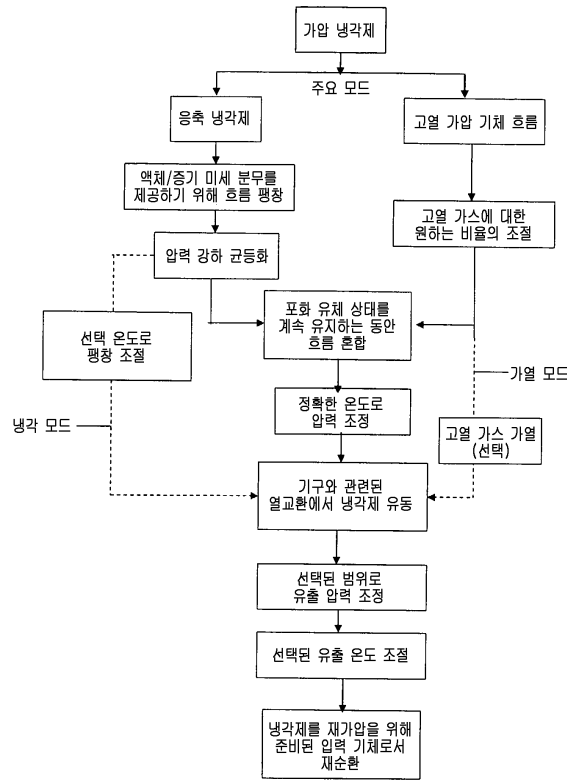 가압 냉각제
주요 모드
응축 냉각제
고열 가압 기체 흐름
액체/증기 미세 분무를
제공하기 위해 흐름 팽창
고열 가스에 대한
원하는 비율의 조절
압력 강하 균등화
포화 유체 상태를
계속 유지하는 동안
흐름 혼합
선택 온도로
팽창 조절
가열 모드
정확한 온도로
압력 조정
냉각 모드
고열 가스 가열
(선택)
기구와 관련된
열교환에서 냉각제 유동
선택된 범위로
유출 압력 조정
선택된 유출 온도 조절
냉각제를 재가압을 위해
준비된 입력 기체로서
재순환